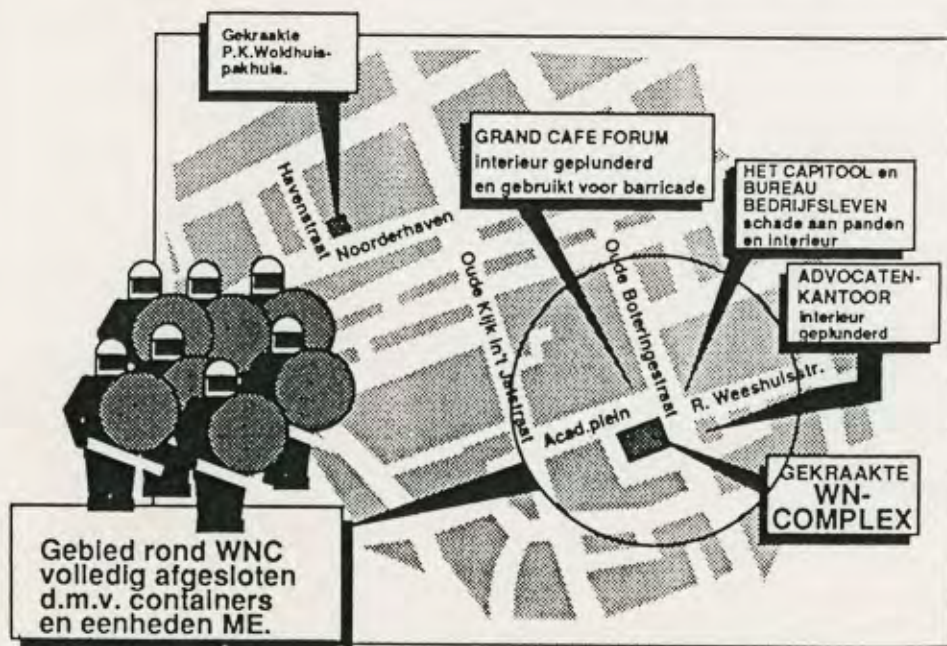 Gekraakte
P.K.Woldhuis-
pakhuis.
GRAND CAFE FORUM
interieur geplunderd
en gebruikt voor barricade
HET CAPITOOL en
BUREAU
BEDRIJFSLEVEN
schade aan panden
en interieur
ADVOCATEN-
KANTOOR
interieur
geplunderd
Havenstraat
Noorderhaven
Oude Kijk In't Jatstraat
Oude Boteringestraat
R. Weeshuisstr.
Acad.plein
GEKRAAKTE
WN-
COMPLEX
Gebied rond WNC
volledig afgesloten
d.m.v. containers
en eenheden ME.